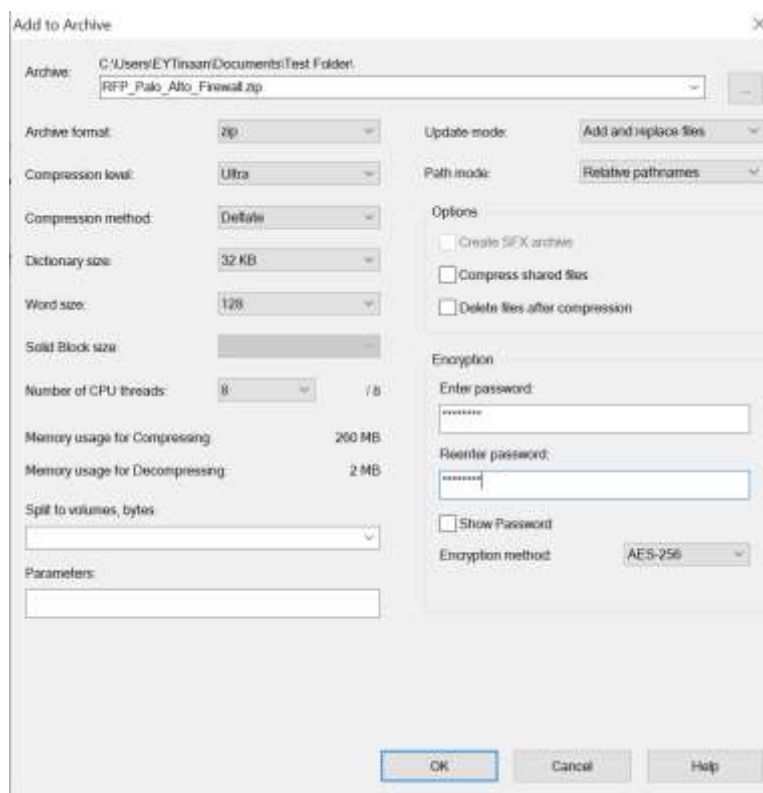 Add to Archive
Archive:
C:\Users\EYTinaan\Documents\Test Folder\
RFP_Palo_Alto_Firewall.zip
...
Archive format:
zip
Compression level:
Ultra
Compression method:
Deflate
Dictionary size:
32 KB
Word size:
128
Solid Block size:
Number of CPU threads:
8
/ 8
Memory usage for Compressing:
260 MB
Memory usage for Decompressing:
2 MB
Split to volumes, bytes:
Parameters:
Update mode:
Add and replace files
Path mode:
Relative pathnames
Options
Create SFX archive
Compress shared files
Delete files after compression
Encryption
Enter password:
********
Reenter password:
********
Show Password
Encryption method:
AES-256
OK
Cancel
Help